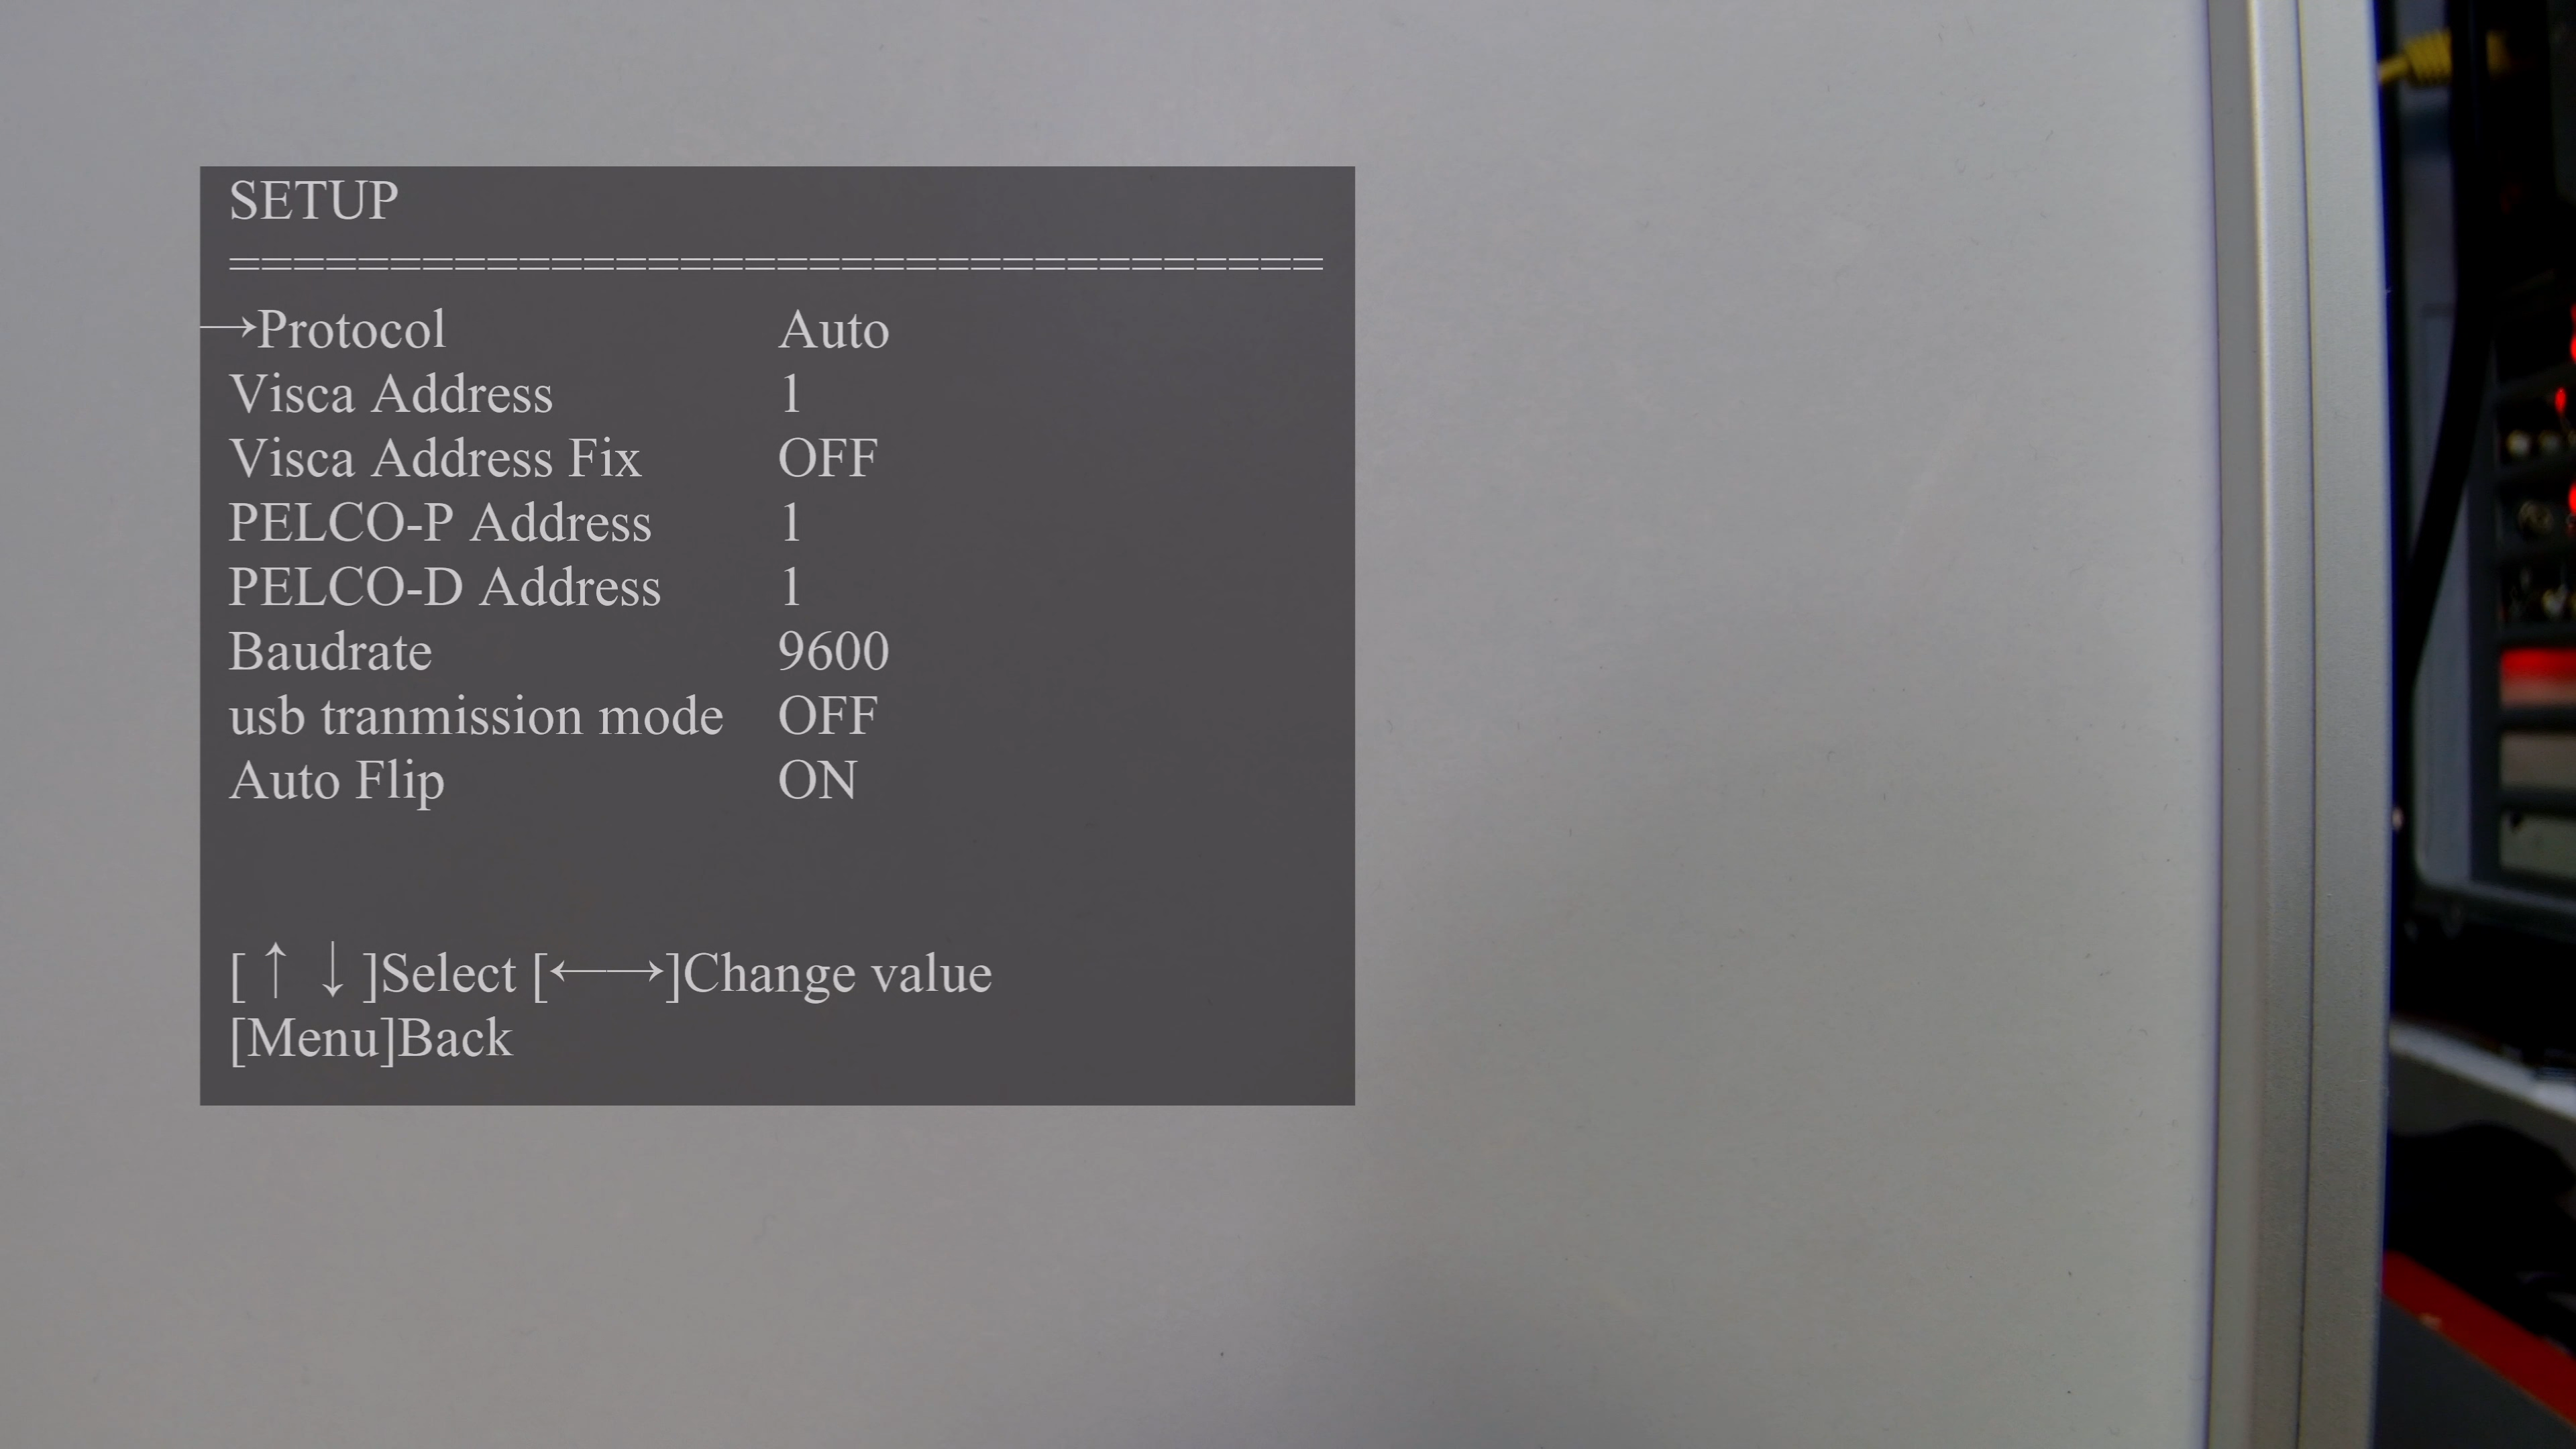 SETUP
==================================
→Protocol Auto
Visca Address 1
Visca Address Fix OFF
PELCO-P Address 1
PELCO-D Address 1
Baudrate 9600
usb tranmission mode OFF
Auto Flip ON
[↑ ↓]Select [←→]Change value
[Menu]Back